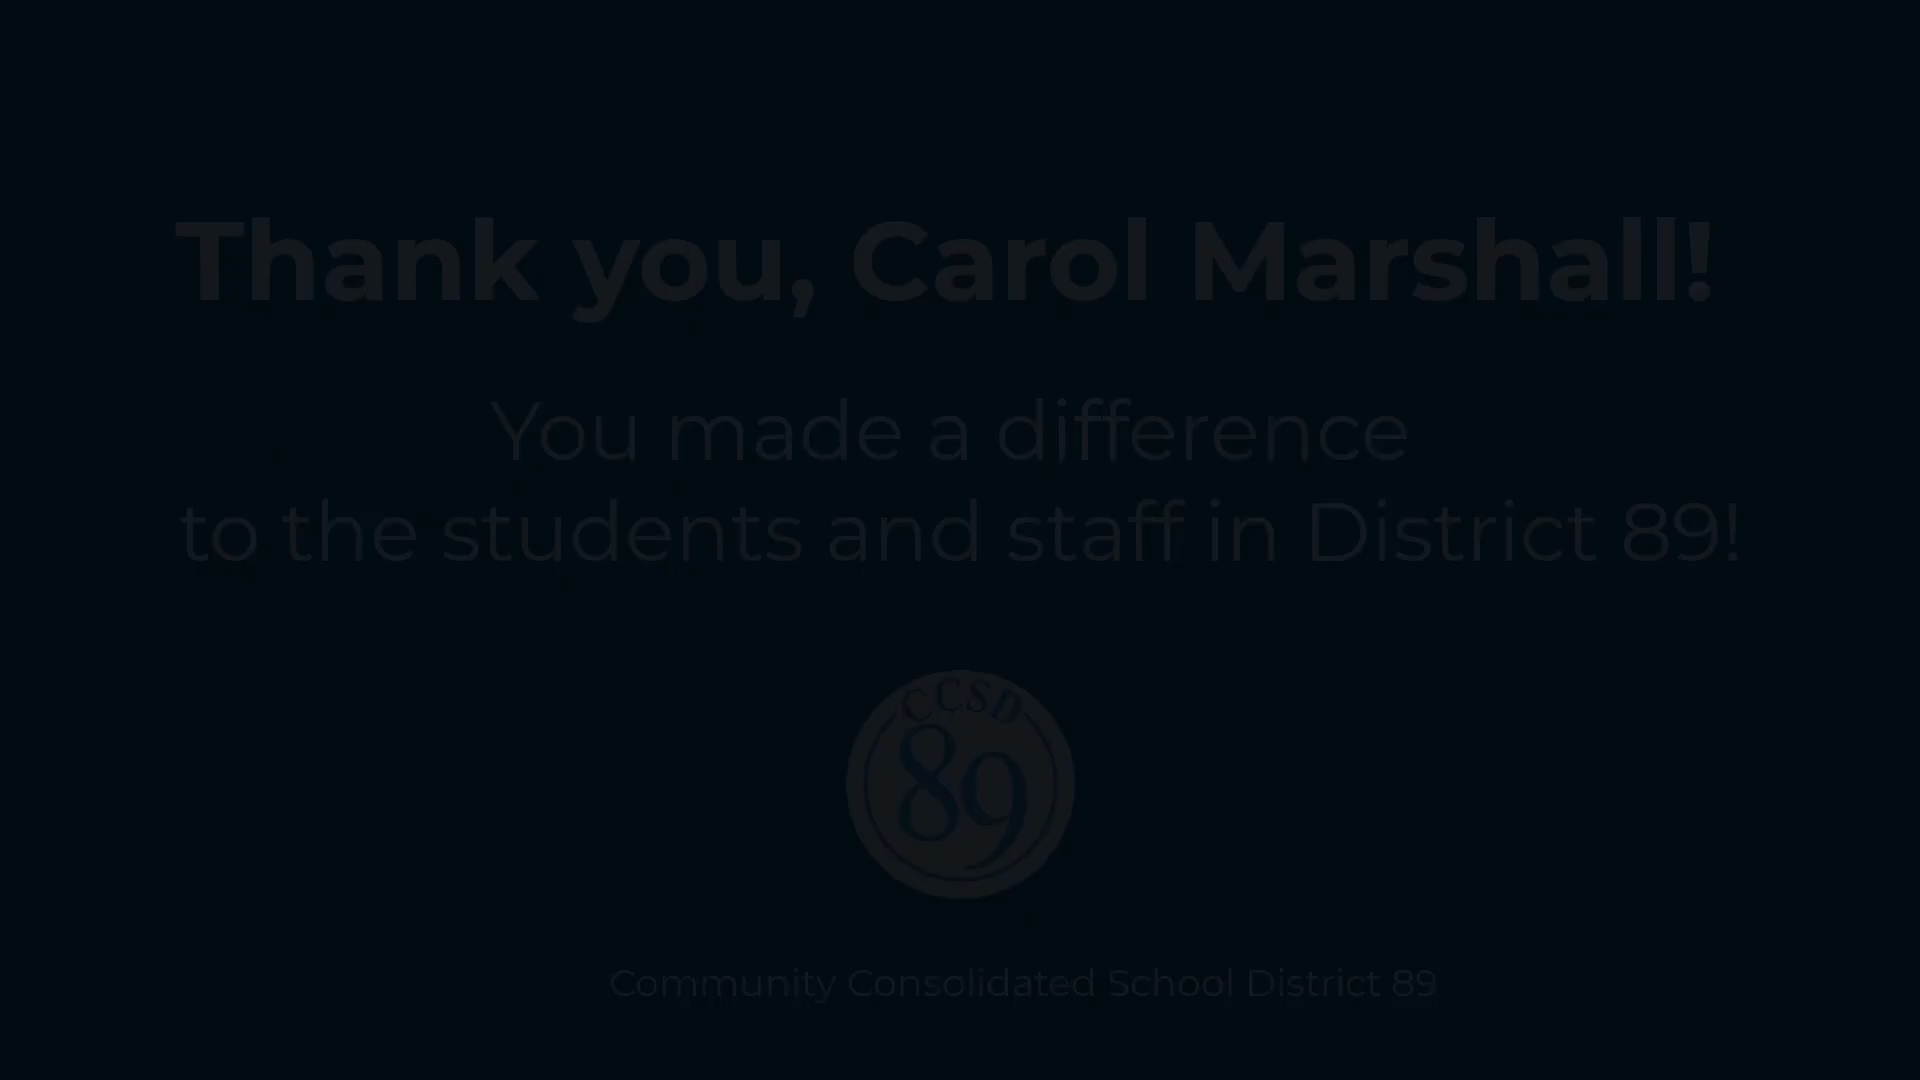 Thank you, Carol Marshall!
You made a difference
to the students and staff in District 89!
CCSD
89
Community Consolidated School District 89